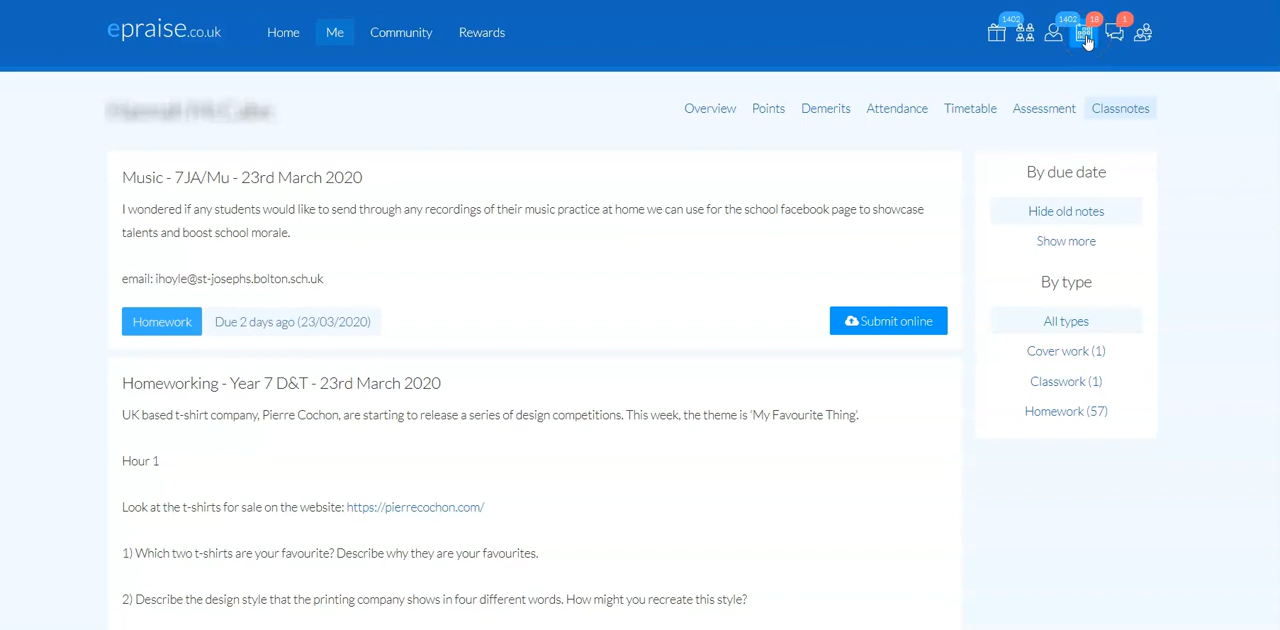 epraise.co.uk Home Me Community Rewards 1402 1402 18 1
Overview Points Demerits Attendance Timetable Assessment Classnotes
Music - 7JA/Mu - 23rd March 2020
I wondered if any students would like to send through any recordings of their music practice at home we can use for the school facebook page to showcase
talents and boost school morale.
email: ihoyle@st-josephs.bolton.sch.uk
Homework Due 2 days ago (23/03/2020) Submit online
Homeworking - Year 7 D&T - 23rd March 2020
UK based t-shirt company, Pierre Cochon, are starting to release a series of design competitions. This week, the theme is ‘My Favourite Thing’.
Hour 1
Look at the t-shirts for sale on the website: https://pierrecochon.com/
1) Which two t-shirts are your favourite? Describe why they are your favourites.
2) Describe the design style that the printing company shows in four different words. How might you recreate this style?
By due date
Hide old notes
Show more
By type
All types
Cover work (1)
Classwork (1)
Homework (57)